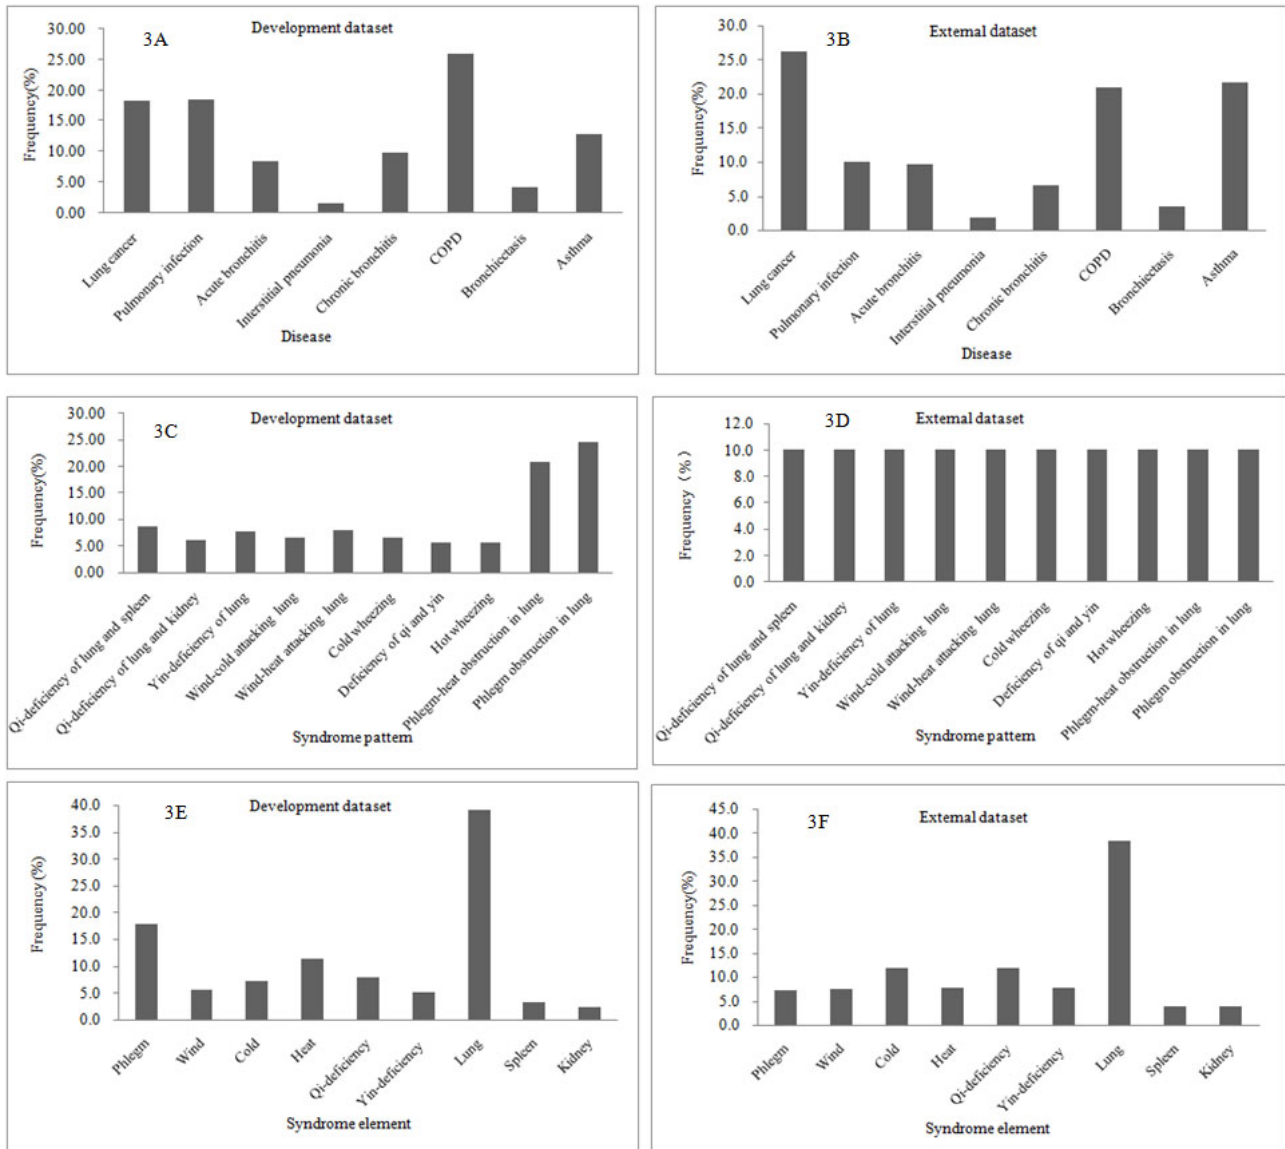 3A
Development dataset
30.00
25.00
20.00
15.00
10.00
5.00
0.00
Frequency(%)
Lung cancer
Pulmonary infection
Acute bronchitis
Interstitial pneumonia
Chronic bronchitis
COPD
Bronchiectasis
Asthma
Disease
3B
External dataset
30.0
25.0
20.0
15.0
10.0
5.0
0.0
Frequency(%)
Lung cancer
Pulmonary infection
Acute bronchitis
Interstitial pneumonia
Chronic bronchitis
COPD
Bronchiectasis
Asthma
Disease
3C
Development dataset
30.00
25.00
20.00
15.00
10.00
5.00
0.00
Frequency(%)
Qi-deficiency of lung and spleen
Qi-deficiency of lung and kidney
Yin-deficiency of lung
Wind-cold attacking lung
Wind-heat attacking lung
Cold wheezing
Deficiency of qi and yin
Hot wheezing
Phlegm-heat obstruction in lung
Phlegm obstruction in lung
Syndrome pattern
3D
External dataset
12.0
10.0
8.0
6.0
4.0
2.0
0.0
Frequency（%）
Qi-deficiency of lung and spleen
Qi-deficiency of lung and kidney
Yin-deficiency of lung
Wind-cold attacking lung
Wind-heat attacking lung
Cold wheezing
Deficiency of qi and yin
Hot wheezing
Phlegm-heat obstruction in lung
Phlegm obstruction in lung
Syndrome pattern
3E
Development dataset
40.0
35.0
30.0
25.0
20.0
15.0
10.0
5.0
0.0
Frequency (%)
Phlegm
Wind
Cold
Heat
Qi-deficiency
Yin-deficiency
Lung
Spleen
Kidney
Syndrome element
3F
External dataset
45.0
40.0
35.0
30.0
25.0
20.0
15.0
10.0
5.0
0.0
Frequency(%)
Phlegm
Wind
Cold
Heat
Qi-deficiency
Yin-deficiency
Lung
Spleen
Kidney
Syndrome element